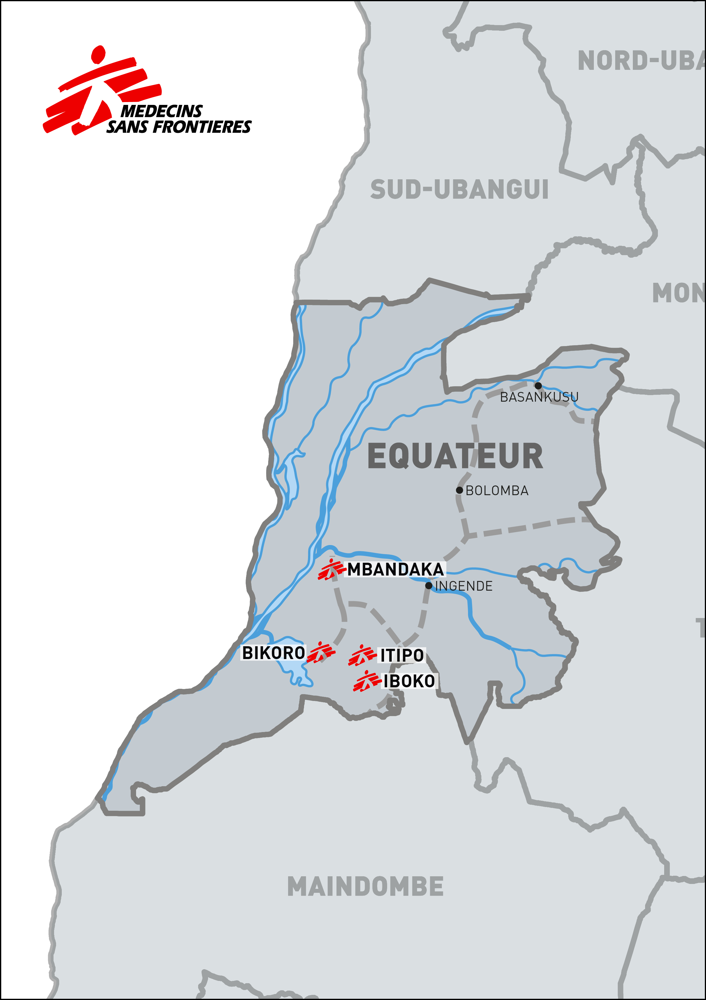 MEDECINS
SANS FRONTIERES
NORD-UBA
SUD-UBANGUI
MON
BASANKUSU
EQUATEUR
BOLOMBA
MBANDAKA
INGENDE
T
BIKORO
ITIPO
IBOKO
MAINDOMBE